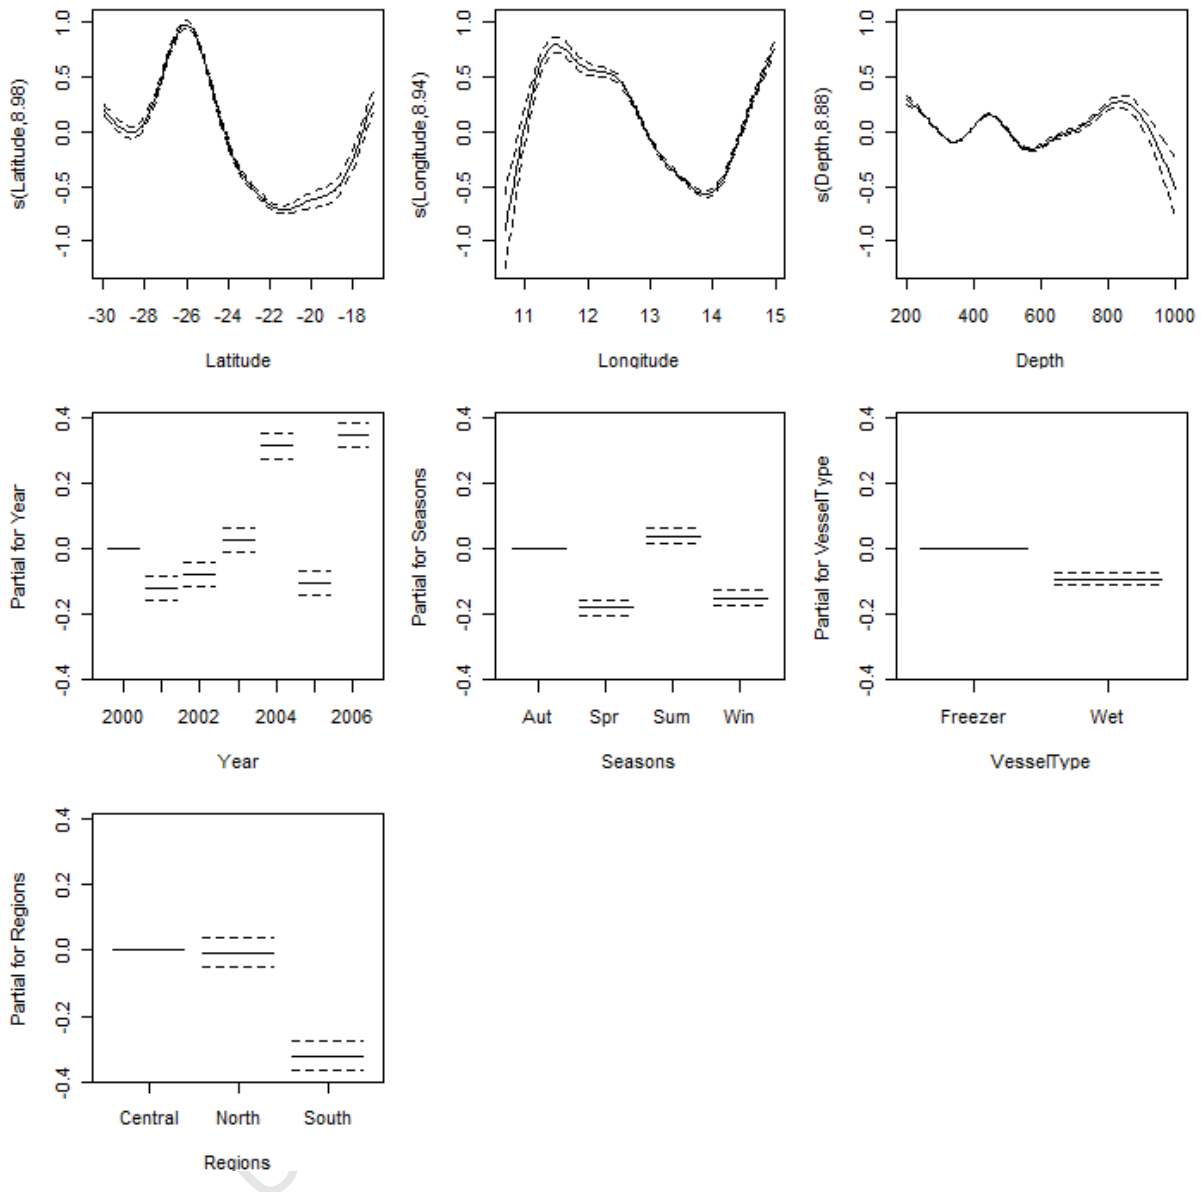 s(Latitude,8.98)
1.0
0.5
0.0
-0.5
-1.0
-30 -28 -26 -24 -22 -20 -18
Latitude
s(Longitude,8.94)
1.0
0.5
0.0
-0.5
-1.0
11 12 13 14 15
Longitude
s(Depth,8.88)
1.0
0.5
0.0
-0.5
-1.0
200 400 600 800 1000
Depth
Partial for Year
0.4
0.2
0.0
-0.2
-0.4
2000 2002 2004 2006
Year
Partial for Seasons
0.4
0.2
0.0
-0.2
-0.4
Aut Spr Sum Win
Seasons
Partial for VesselType
0.4
0.2
0.0
-0.2
-0.4
Freezer Wet
VesselType
Partial for Regions
0.4
0.2
0.0
-0.2
-0.4
Central North South
Regions